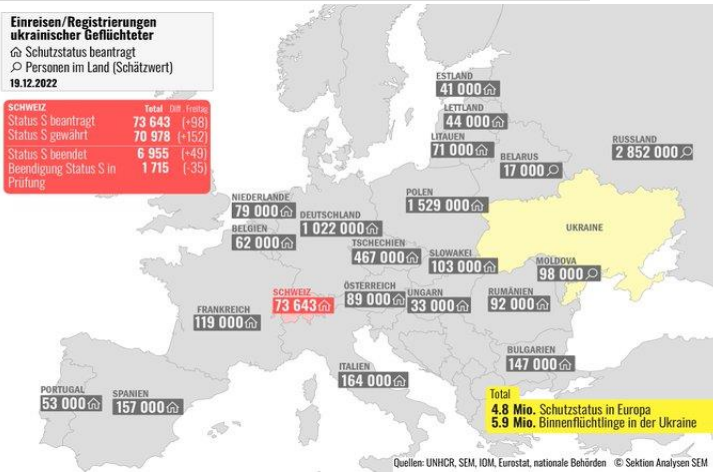 Einreisen/Registrierungen
ukrainischer Geflüchteter
Schutzstatus beantragt
Personen im Land (Schätzwert)
19.12.2022
SCHWEIZ Total Diff. Freitag
Status S beantragt 73 643 (+98)
Status S gewährt 70 978 (+152)
Status S beendet 6 955 (+49)
Beendigung Status S in 1 715 (-35)
Prüfung
ESTLAND
41 000
LETTLAND
44 000
LITAUEN
71 000
BELARUS
17 000
RUSSLAND
2 852 000
NIEDERLANDE
79 000
BELGIEN
62 000
DEUTSCHLAND
1 022 000
POLEN
1 529 000
UKRAINE
TSCHECHIEN
467 000
SLOWAKEI
103 000
MOLDOVA
98 000
SCHWEIZ
73 643
ÖSTERREICH
89 000
UNGARN
33 000
RUMÄNIEN
92 000
FRANKREICH
119 000
BULGARIEN
147 000
ITALIEN
164 000
PORTUGAL
53 000
SPANIEN
157 000
Total
4.8 Mio. Schutzstatus in Europa
5.9 Mio. Binnenflüchtlinge in der Ukraine
Quellen: UNHCR, SEM, IOM, Eurostat, nationale Behörden © Sektion Analysen SEM